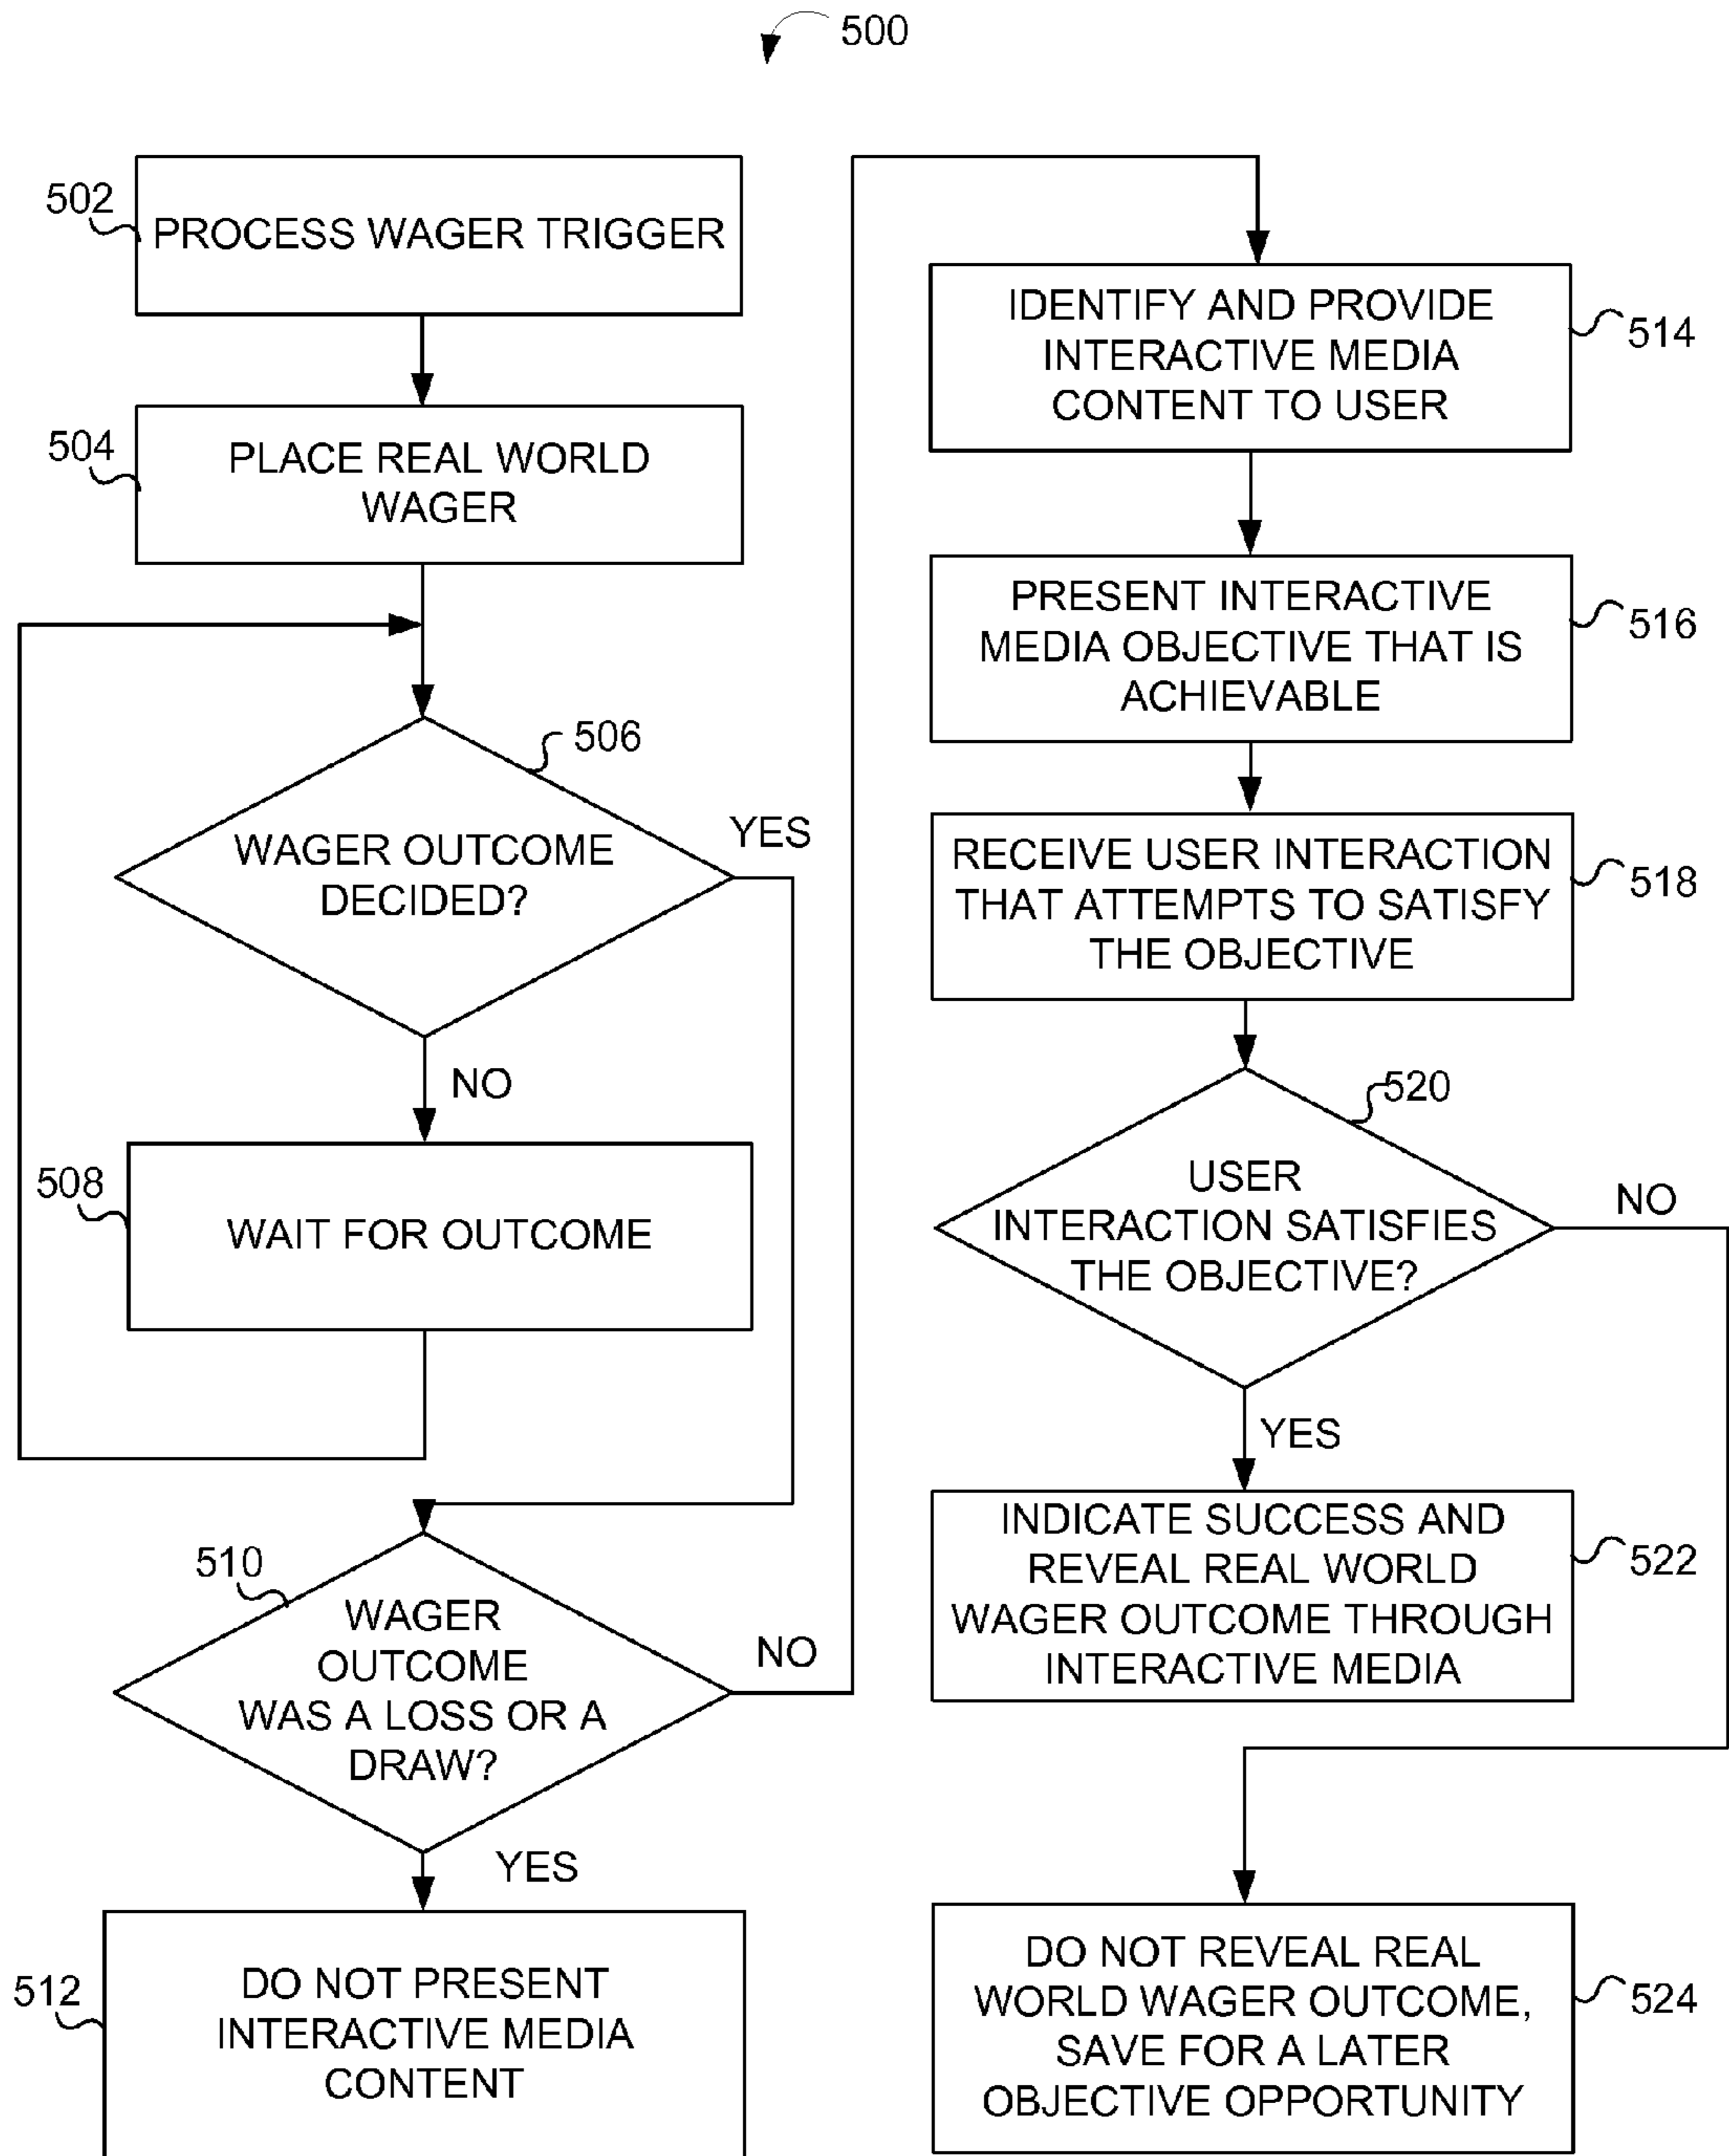 500
502
PROCESS WAGER TRIGGER
504
PLACE REAL WORLD
WAGER
506
WAGER OUTCOME
DECIDED?
YES
NO
508
WAIT FOR OUTCOME
510
WAGER
OUTCOME
WAS A LOSS OR A
DRAW?
NO
YES
512
DO NOT PRESENT
INTERACTIVE MEDIA
CONTENT
IDENTIFY AND PROVIDE
INTERACTIVE MEDIA
CONTENT TO USER
514
PRESENT INTERACTIVE
MEDIA OBJECTIVE THAT IS
ACHIEVABLE
516
RECEIVE USER INTERACTION
THAT ATTEMPTS TO SATISFY
THE OBJECTIVE
518
520
USER
INTERACTION SATISFIES
THE OBJECTIVE?
NO
YES
INDICATE SUCCESS AND
REVEAL REAL WORLD
WAGER OUTCOME THROUGH
INTERACTIVE MEDIA
522
DO NOT REVEAL REAL
WORLD WAGER OUTCOME,
SAVE FOR A LATER
OBJECTIVE OPPORTUNITY
524